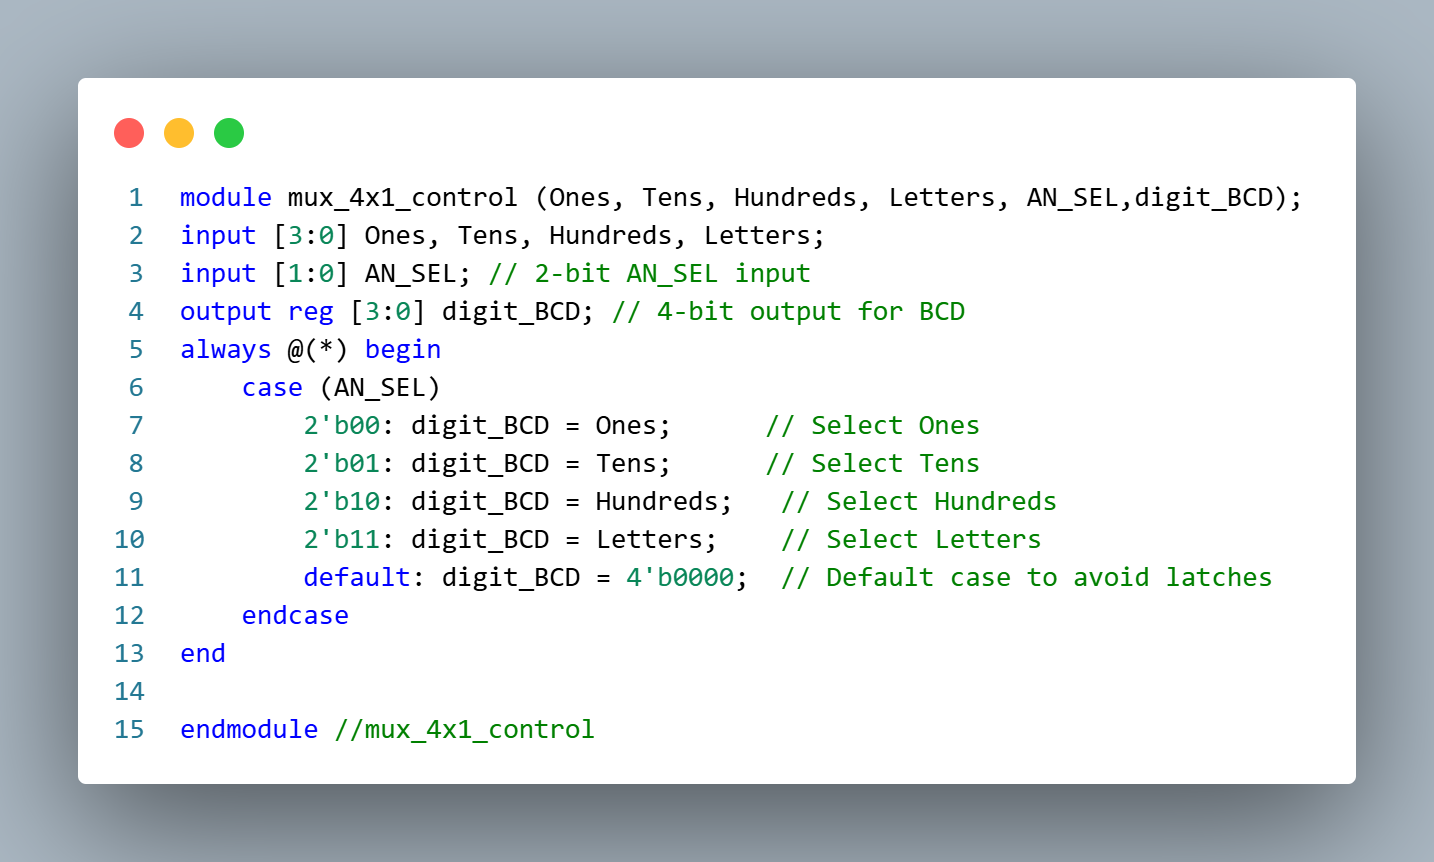 1 module mux_4x1_control (Ones, Tens, Hundreds, Letters, AN_SEL,digit_BCD);
2 input [3:0] Ones, Tens, Hundreds, Letters;
3 input [1:0] AN_SEL; // 2-bit AN_SEL input
4 output reg [3:0] digit_BCD; // 4-bit output for BCD
5 always @(*) begin
6     case (AN_SEL)
7         2'b00: digit_BCD = Ones;      // Select Ones
8         2'b01: digit_BCD = Tens;      // Select Tens
9         2'b10: digit_BCD = Hundreds;   // Select Hundreds
10         2'b11: digit_BCD = Letters;    // Select Letters
11         default: digit_BCD = 4'b0000;  // Default case to avoid latches
12     endcase
13 end
14
15 endmodule //mux_4x1_control